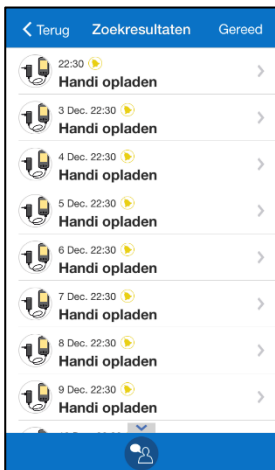 Terug Zoekresultaten Gereed
22:30
Handi opladen
3 Dec. 22:30
Handi opladen
4 Dec. 22:30
Handi opladen
5 Dec. 22:30
Handi opladen
6 Dec. 22:30
Handi opladen
7 Dec. 22:30
Handi opladen
8 Dec. 22:30
Handi opladen
9 Dec. 22:30
Handi opladen